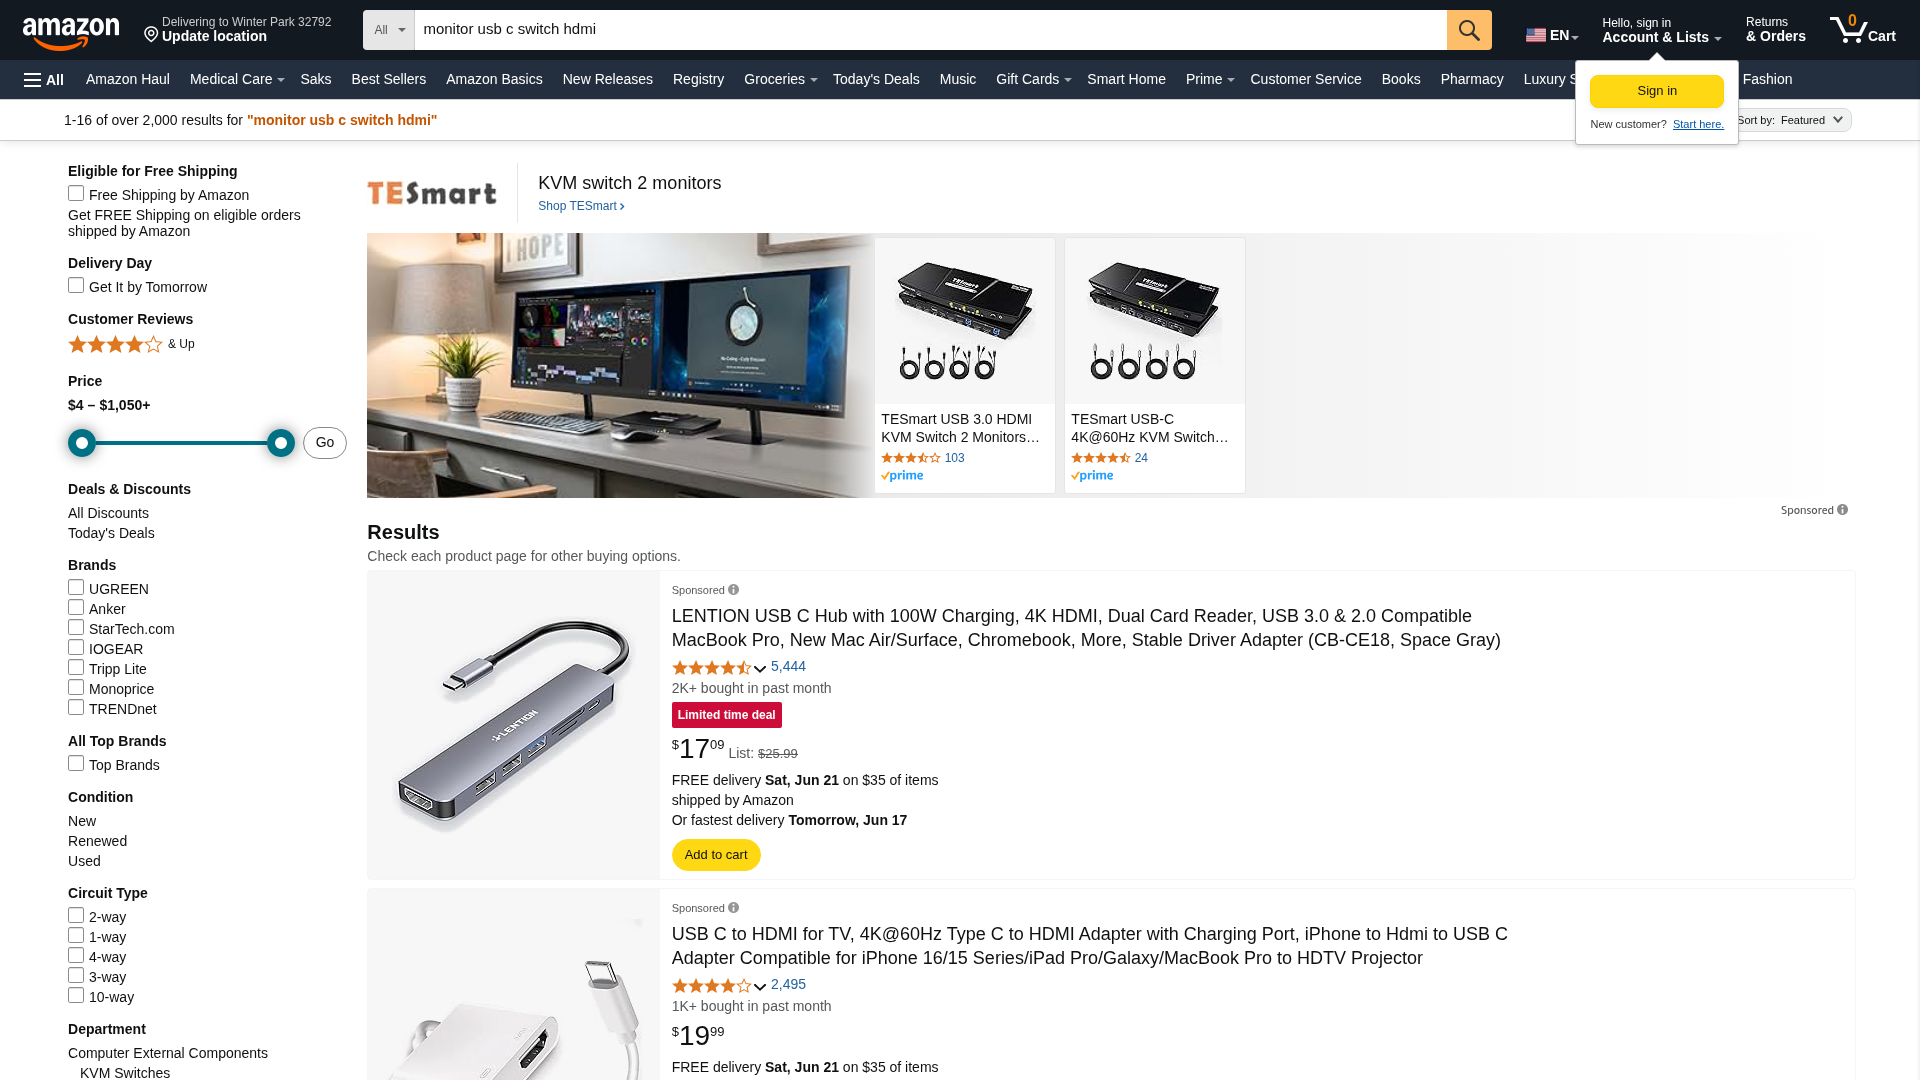 amazon
Delivering to Winter Park 32792
Update location
All
monitor usb c switch hdmi
EN
Hello, sign in
Account & Lists
Returns
& Orders
0
Cart
All
Amazon Haul
Medical Care
Saks
Best Sellers
Amazon Basics
New Releases
Registry
Groceries
Today's Deals
Music
Gift Cards
Smart Home
Prime
Customer Service
Books
Pharmacy
Luxury S
Fashion
Sign in
New customer? Start here.
1-16 of over 2,000 results for "monitor usb c switch hdmi"
Sort by: Featured
Eligible for Free Shipping
Free Shipping by Amazon
Get FREE Shipping on eligible orders
shipped by Amazon
Delivery Day
Get It by Tomorrow
Customer Reviews
& Up
Price
$4 – $1,050+
Go
Deals & Discounts
All Discounts
Today's Deals
Brands
UGREEN
Anker
StarTech.com
IOGEAR
Tripp Lite
Monoprice
TRENDnet
All Top Brands
Top Brands
Condition
New
Renewed
Used
Circuit Type
2-way
1-way
4-way
3-way
10-way
Department
Computer External Components
KVM Switches
TESmart
KVM switch 2 monitors
Shop TESmart ›
I HOPE
TESmart
TESmart USB 3.0 HDMI
KVM Switch 2 Monitors…
103
prime
TESmart
TESmart USB-C
4K@60Hz KVM Switch…
24
prime
Sponsored
Results
Check each product page for other buying options.
LENTION
Sponsored
LENTION USB C Hub with 100W Charging, 4K HDMI, Dual Card Reader, USB 3.0 & 2.0 Compatible
MacBook Pro, New Mac Air/Surface, Chromebook, More, Stable Driver Adapter (CB-CE18, Space Gray)
5,444
2K+ bought in past month
Limited time deal
$17 09 List: $25.99
FREE delivery Sat, Jun 21 on $35 of items
shipped by Amazon
Or fastest delivery Tomorrow, Jun 17
Add to cart
Sponsored
USB C to HDMI for TV, 4K@60Hz Type C to HDMI Adapter with Charging Port, iPhone to Hdmi to USB C
Adapter Compatible for iPhone 16/15 Series/iPad Pro/Galaxy/MacBook Pro to HDTV Projector
2,495
1K+ bought in past month
$19 99
FREE delivery Sat, Jun 21 on $35 of items